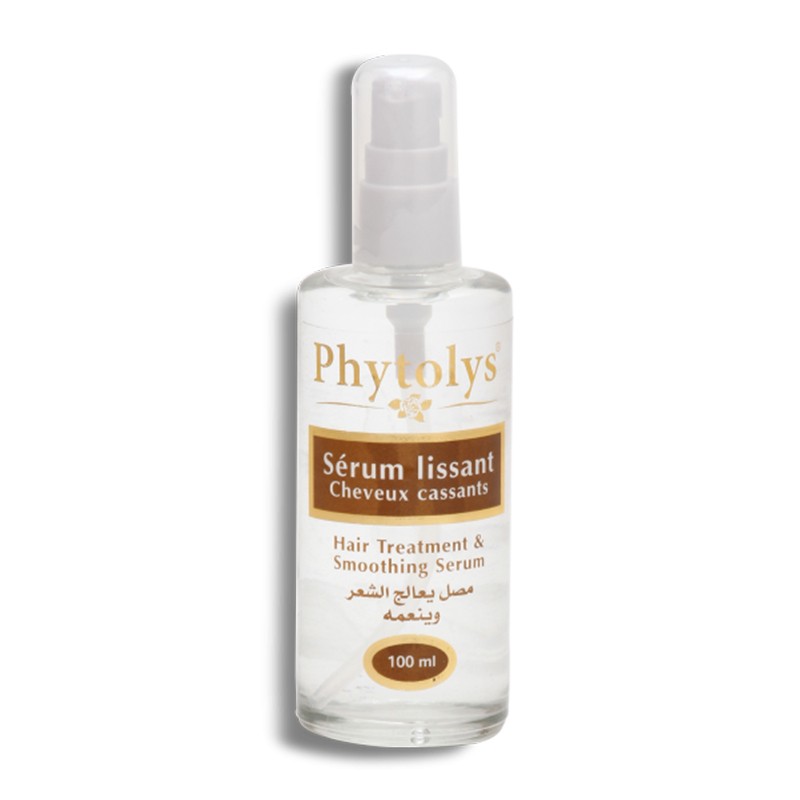 Phytolys®
Sérum lissant
Cheveux cassants
Hair Treatment &
Smoothing Serum
مصل يعالج الشعر
وينعمه
100 ml